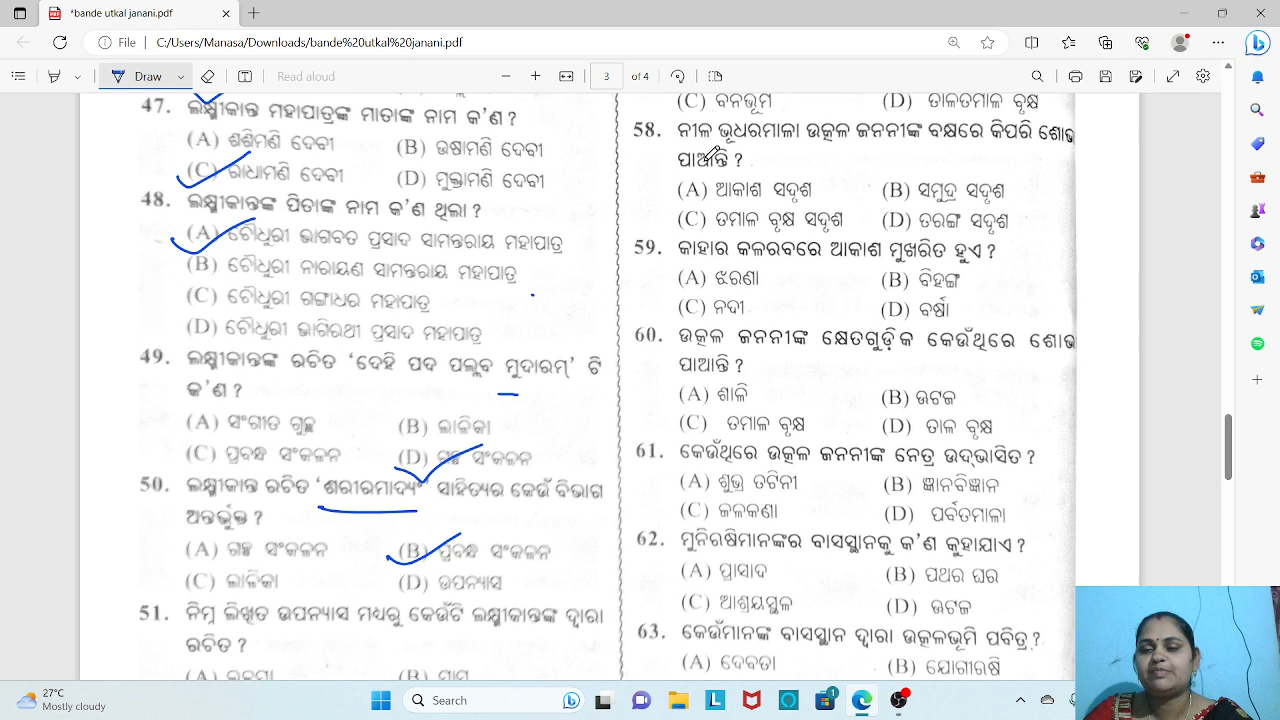 *bande utkal janani.pdf
File
C:/Users/Manasa/Downloads/bande%20utkal%20janani.pdf
Draw
Read aloud
3
of 4
47. ଲକ୍ଷ୍ମୀକାନ୍ତ ମହାପାତ୍ରଙ୍କ ମାତାଙ୍କ ନାମ କ'ଣ ?
(A) ଶଶିମଣି ଦେବୀ (B) ଉଷାମଣି ଦେବୀ
(C) ରାଧାମଣି ଦେବୀ (D) ମୁକ୍ତାମଣି ଦେବୀ
48. ଲକ୍ଷ୍ମୀକାନ୍ତଙ୍କ ପିତାଙ୍କ ନାମ କ'ଣ ଥିଲା ?
(A) ଚୌଧୁରୀ ଭାଗବତ ପ୍ରସାଦ ସାମନ୍ତରାୟ ମହାପାତ୍ର
(B) ଚୌଧୁରୀ ନାରାୟଣ ସାମନ୍ତରାୟ ମହାପାତ୍ର
(C) ଚୌଧୁରୀ ଗଙ୍ଗାଧର ମହାପାତ୍ର
(D) ଚୌଧୁରୀ ଭାଗିରଥୀ ପ୍ରସାଦ ମହାପାତ୍ର
49. ଲକ୍ଷ୍ମୀକାନ୍ତଙ୍କ ରଚିତ 'ଦେହି ପଦ ପଲ୍ଲବ ମୁଦାରମ୍' ଟି
କ'ଣ ?
(A) ସଂଗୀତ ଗୁଚ୍ଛ (B) ଲାଳିକା
(C) ପ୍ରବନ୍ଧ ସଂକଳନ (D) ଗଳ୍ପ ସଂକଳନ
50. ଲକ୍ଷ୍ମୀକାନ୍ତ ରଚିତ 'ଶରୀରମାଦ୍ୟଂ' ସାହିତ୍ୟର କେଉଁ ବିଭାଗ
ଅନ୍ତର୍ଭୁକ୍ତ ?
(A) ଗଳ୍ପ ସଂକଳନ (B) ପ୍ରବନ୍ଧ ସଂକଳନ
(C) ଲାଳିକା (D) ଉପନ୍ୟାସ
51. ନିମ୍ନ ଲିଖିତ ଉପନ୍ୟାସ ମଧ୍ୟରୁ କେଉଁଟି ଲକ୍ଷ୍ମୀକାନ୍ତଙ୍କ ଦ୍ୱାରା
ରଚିତ ?
(C) ବନଭୂମି (D) ତାଳତମାଳ ବୃକ୍ଷ
58. ନୀଳ ଭୂଧରମାଳା ଉତ୍କଳ ଜନନୀଙ୍କ ବକ୍ଷରେ କିପରି ଶୋଭା
ପାଆନ୍ତି ?
(A) ଆକାଶ ସଦୃଶ (B) ସମୁଦ୍ର ସଦୃଶ
(C) ତମାଳ ବୃକ୍ଷ ସଦୃଶ (D) ତରଙ୍ଗ ସଦୃଶ
59. କାହାର କଳରବରେ ଆକାଶ ମୁଖରିତ ହୁଏ ?
(A) ଝରଣା (B) ବିହଙ୍ଗ
(C) ନଦୀ (D) ବର୍ଷା
60. ଉତ୍କଳ ଜନନୀଙ୍କ କ୍ଷେତଗୁଡ଼ିକ କେଉଁଥିରେ ଶୋଭା
ପାଆନ୍ତି ?
(A) ଶାଳି (B) ଊଟଜ
(C) ତମାଳ ବୃକ୍ଷ (D) ତାଳ ବୃକ୍ଷ
61. କେଉଁଥିରେ ଉତ୍କଳ ଜନନୀଙ୍କ ନେତ୍ର ଉଦ୍‌ଭାସିତ ?
(A) ଶୁଭ୍ର ତଟିନୀ (B) ଜ୍ଞାନବିଜ୍ଞାନ
(C) ଜଳକଣା (D) ପର୍ବତମାଳା
62. ମୁନିଋଷିମାନଙ୍କର ବାସସ୍ଥାନକୁ କ'ଣ କୁହାଯାଏ ?
(A) ପ୍ରାସାଦ (B) ପଥର ଘର
(C) ଆଶ୍ରୟସ୍ଥଳ (D) ଊଟଜ
63. କେଉଁମାନଙ୍କ ବାସସ୍ଥାନ ଦ୍ୱାରା ଉତ୍କଳଭୂମି ପବିତ୍ର ?
(A) ଦେବତା (B) ଯୋଗୀଋଷି
27°C
Mostly cloudy
Search